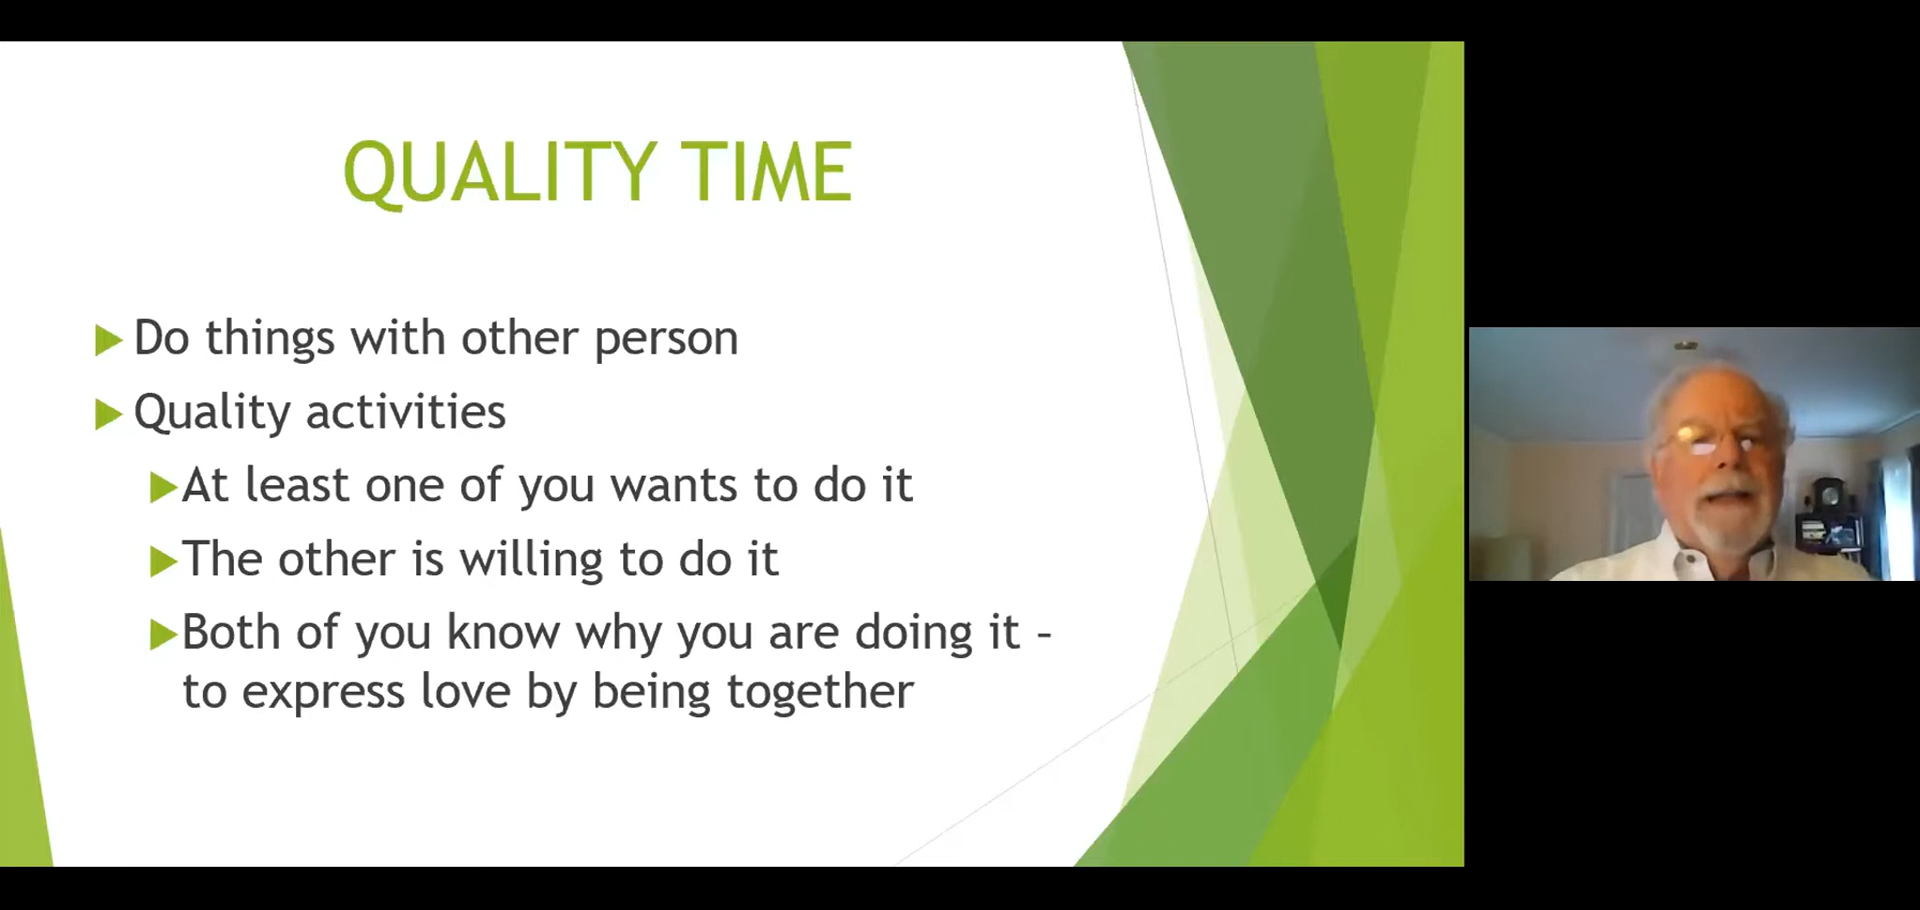 QUALITY TIME
Do things with other person
Quality activities
At least one of you wants to do it
The other is willing to do it
Both of you know why you are doing it –
to express love by being together